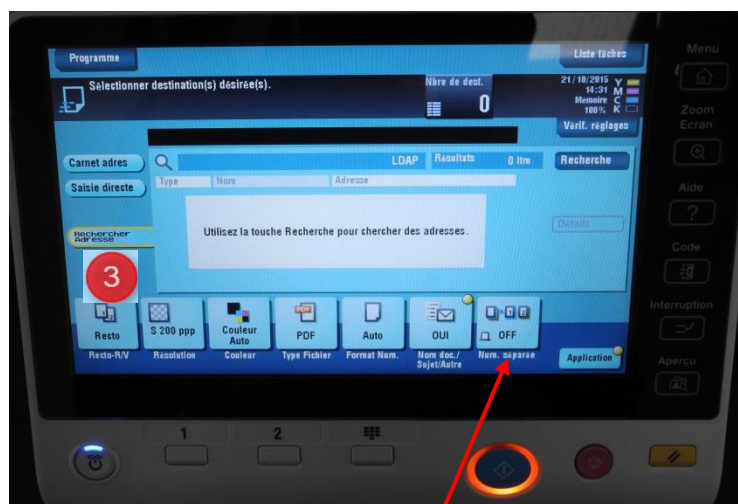 Programme
Liste tâches
Menu
Sélectionner destination(s) désirée(s).
Nbre de dest.
0
21/10/2015
14:31
Memoire
100%
Y
M
C
K
Zoom
Ecran
Vérif. réglages
Carnet adres
LDAP
Résultats
0 Itm
Recherche
Saisie directe
Type
Nom
Adresse
Aide
?
Rechercher
Adresse
Utilisez la touche Recherche pour chercher des adresses.
Détails
Code
3
Interruption
Recto
S 200 ppp
Couleur
Auto
PDF
PDF
Auto
OUI
OFF
Recto-R/V
Résolution
Couleur
Type Fichier
Format Num.
Nom doc./
Sujet/Autre
Num. séparée
Application
Aperçu
1
2